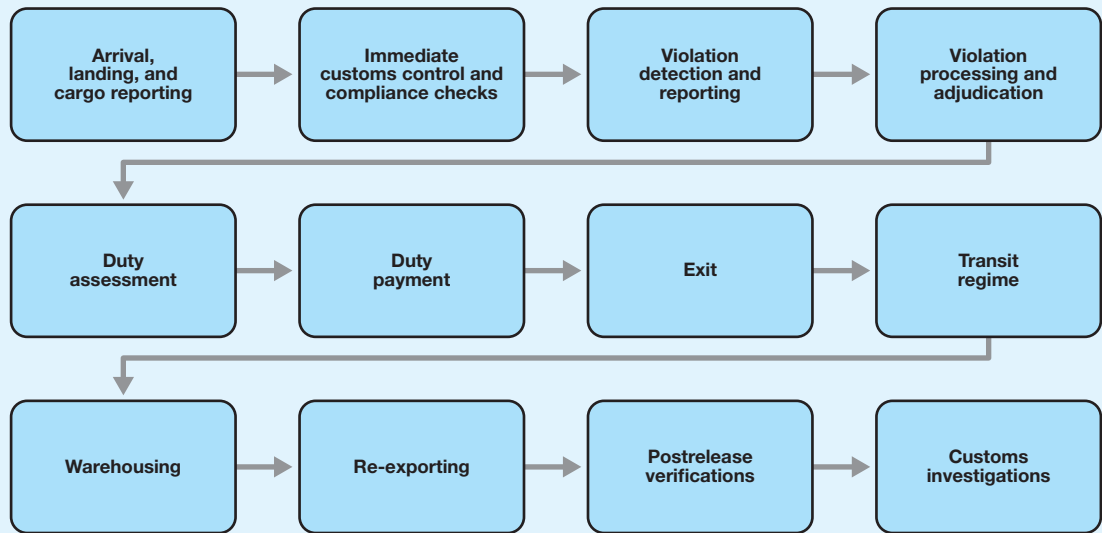 Arrival,
landing, and
cargo reporting
Immediate
customs control and
compliance checks
Violation
detection and
reporting
Violation
processing and
adjudication
Duty
assessment
Duty
payment
Exit
Transit
regime
Warehousing
Re-exporting
Postrelease
verifications
Customs
investigations